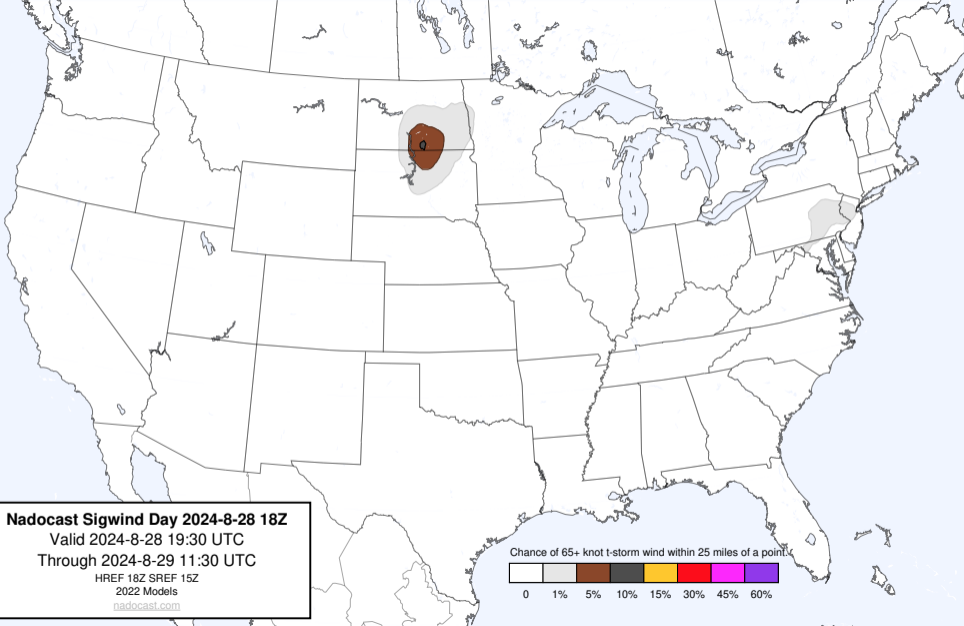 Nadocast Sigwind Day 2024-8-28 18Z
Valid 2024-8-28 19:30 UTC
Through 2024-8-29 11:30 UTC
HREF 18Z SREF 15Z
2022 Models
nadocast.com
Chance of 65+ knot t-storm wind within 25 miles of a point.
0 1% 5% 10% 15% 30% 45% 60%